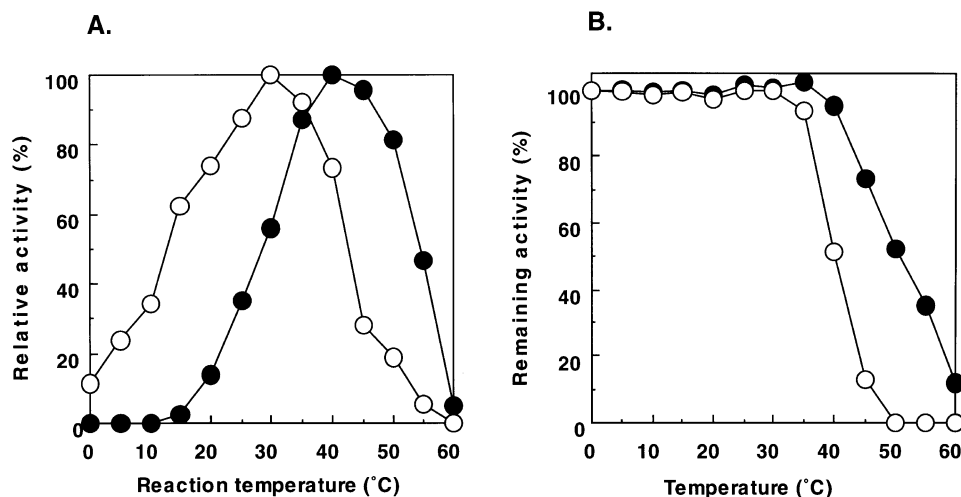 A.
B.
100
80
60
40
20
0
Relative activity (%)
0 10 20 30 40 50 60
Reaction temperature (˚C)
100
80
60
40
20
0
Remaining activity (%)
0 10 20 30 40 50 60
Temperature (˚C)